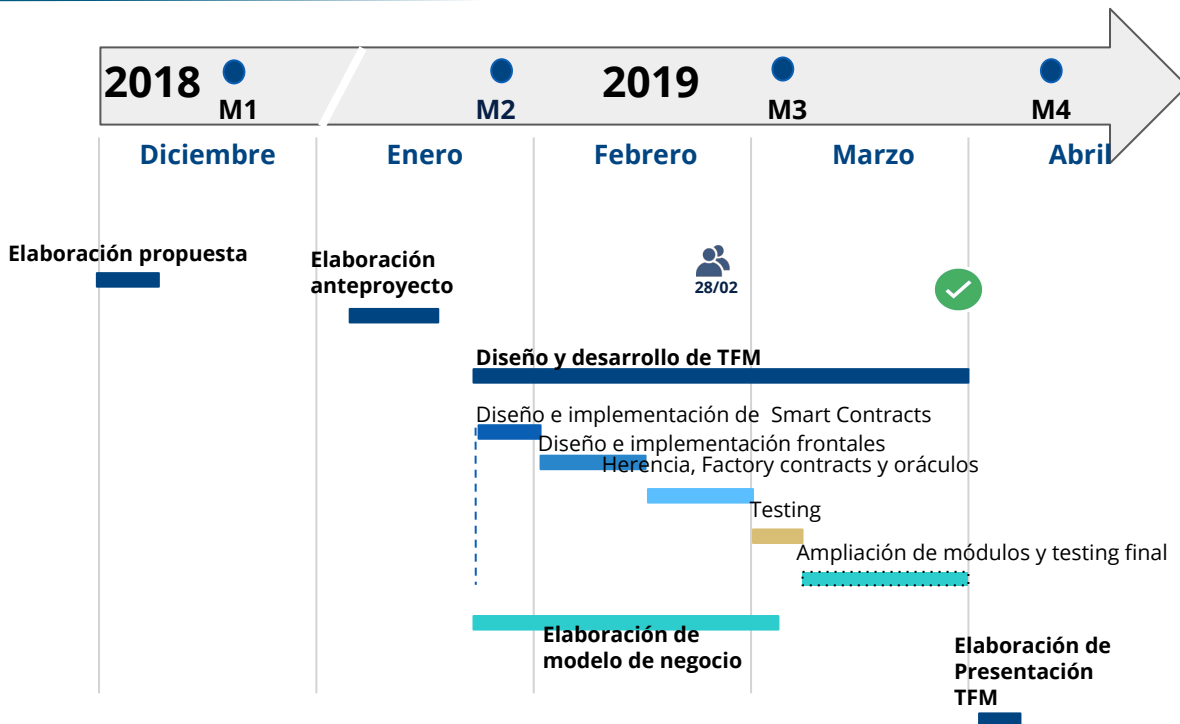 2018
2019
M1
M2
M3
M4
Diciembre
Enero
Febrero
Marzo
Abril
Elaboración propuesta
Elaboración
anteproyecto
28/02
Diseño y desarrollo de TFM
Diseño e implementación de  Smart Contracts
Diseño e implementación frontales
Herencia, Factory contracts y oráculos
Testing
Ampliación de módulos y testing final
Elaboración de
modelo de negocio
Elaboración de
Presentación
TFM